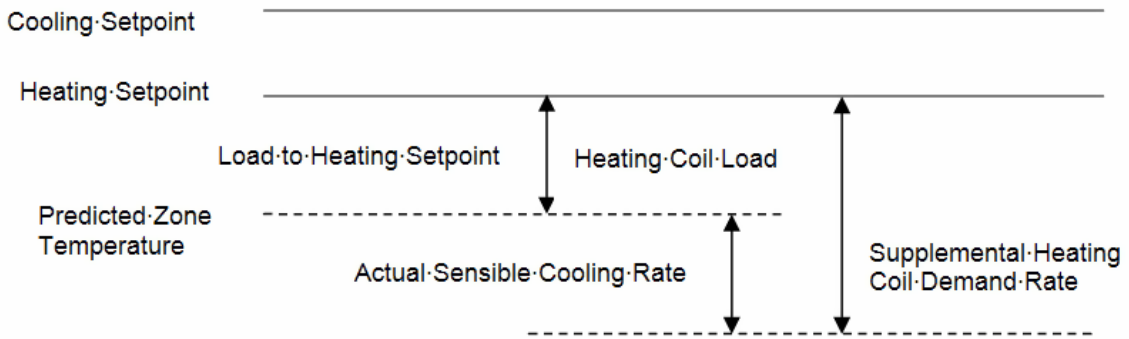 Cooling·Setpoint
Heating·Setpoint
Load·to·Heating·Setpoint
Heating·Coil·Load
Predicted·Zone
Temperature
Actual·Sensible·Cooling·Rate
Supplemental·Heating
Coil·Demand·Rate